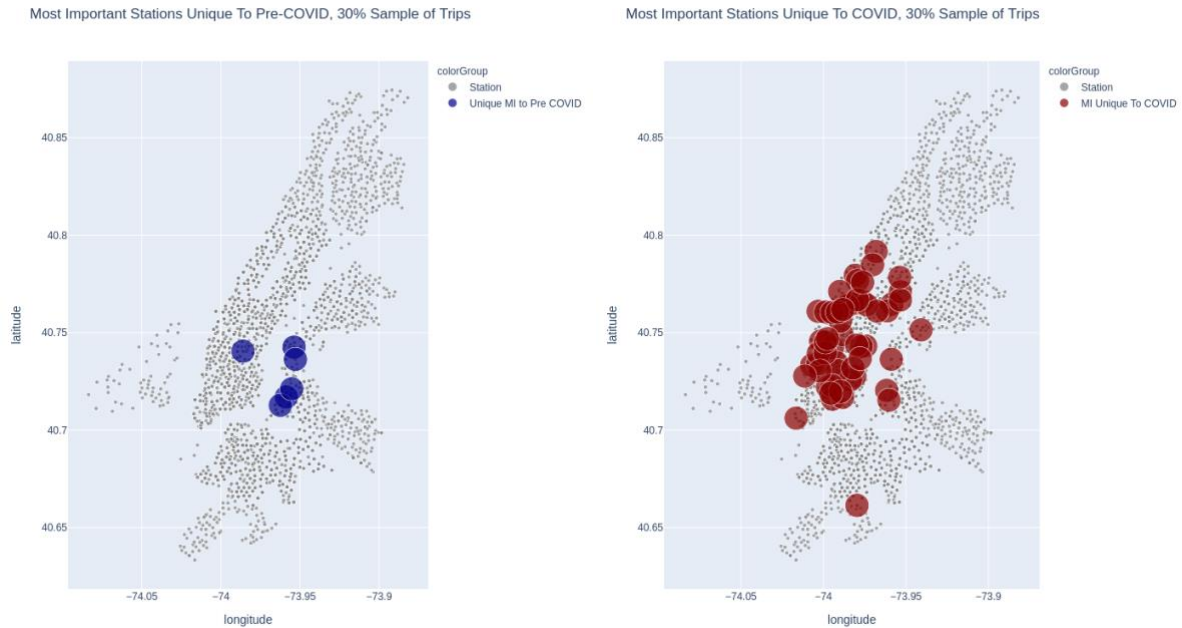 Most Important Stations Unique To Pre-COVID, 30% Sample of Trips
colorGroup
Station
Unique MI to Pre COVID
40.85
40.8
40.75
40.7
40.65
latitude
−74.05
−74
−73.95
−73.9
longitude
Most Important Stations Unique To COVID, 30% Sample of Trips
colorGroup
Station
MI Unique To COVID
40.85
40.8
40.75
40.7
40.65
latitude
−74.05
−74
−73.95
−73.9
longitude